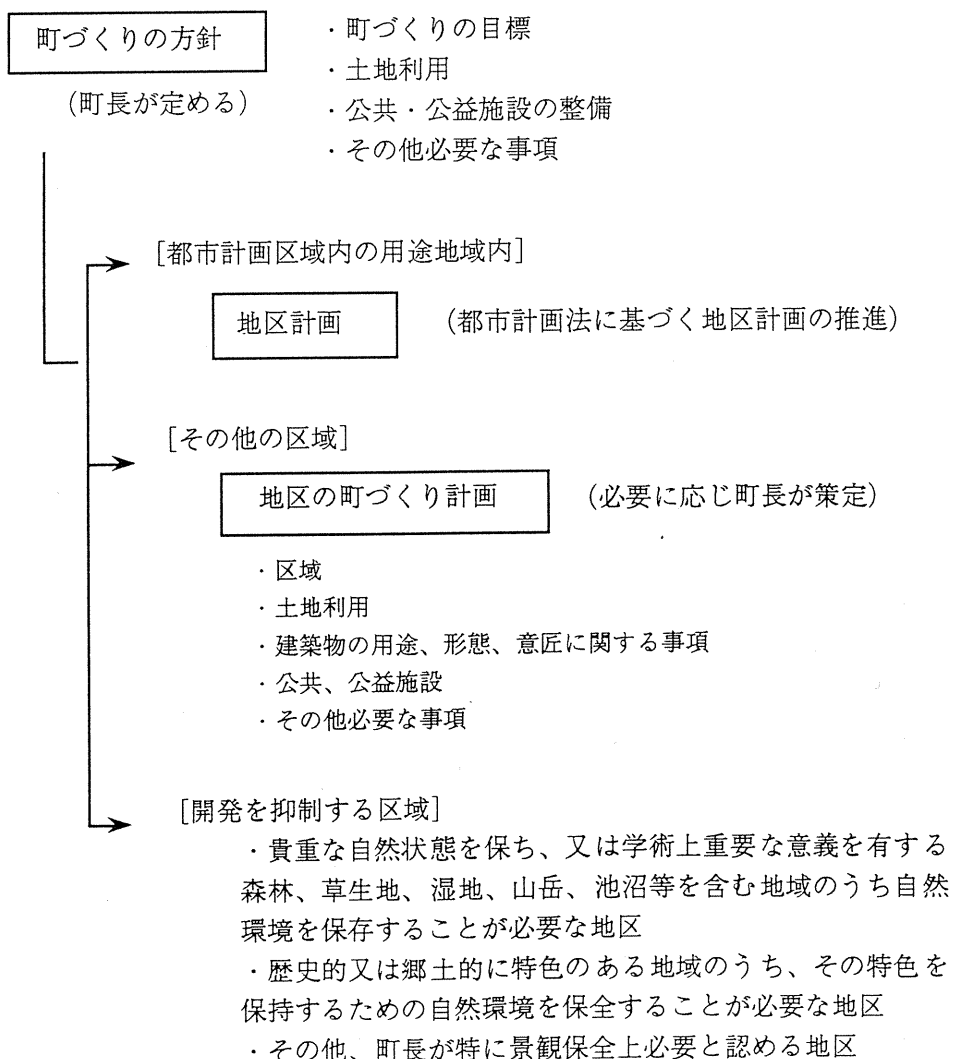 町づくりの方針
(町長が定める)
・町づくりの目標
・土地利用
・公共・公益施設の整備
・その他必要な事項
[都市計画区域内の用途地域内]
地区計画 (都市計画法に基づく地区計画の推進)
[その他の区域]
地区の町づくり計画 (必要に応じ町長が策定)
・区域
・土地利用
・建築物の用途、形態、意匠に関する事項
・公共、公益施設
・その他必要な事項
[開発を抑制する区域]
・貴重な自然状態を保ち、又は学術上重要な意義を有する
森林、草生地、湿地、山岳、池沼等を含む地域のうち自然
環境を保存することが必要な地区
・歴史的又は郷土的に特色のある地域のうち、その特色を
保持するための自然環境を保全することが必要な地区
・その他、町長が特に景観保全上必要と認める地区